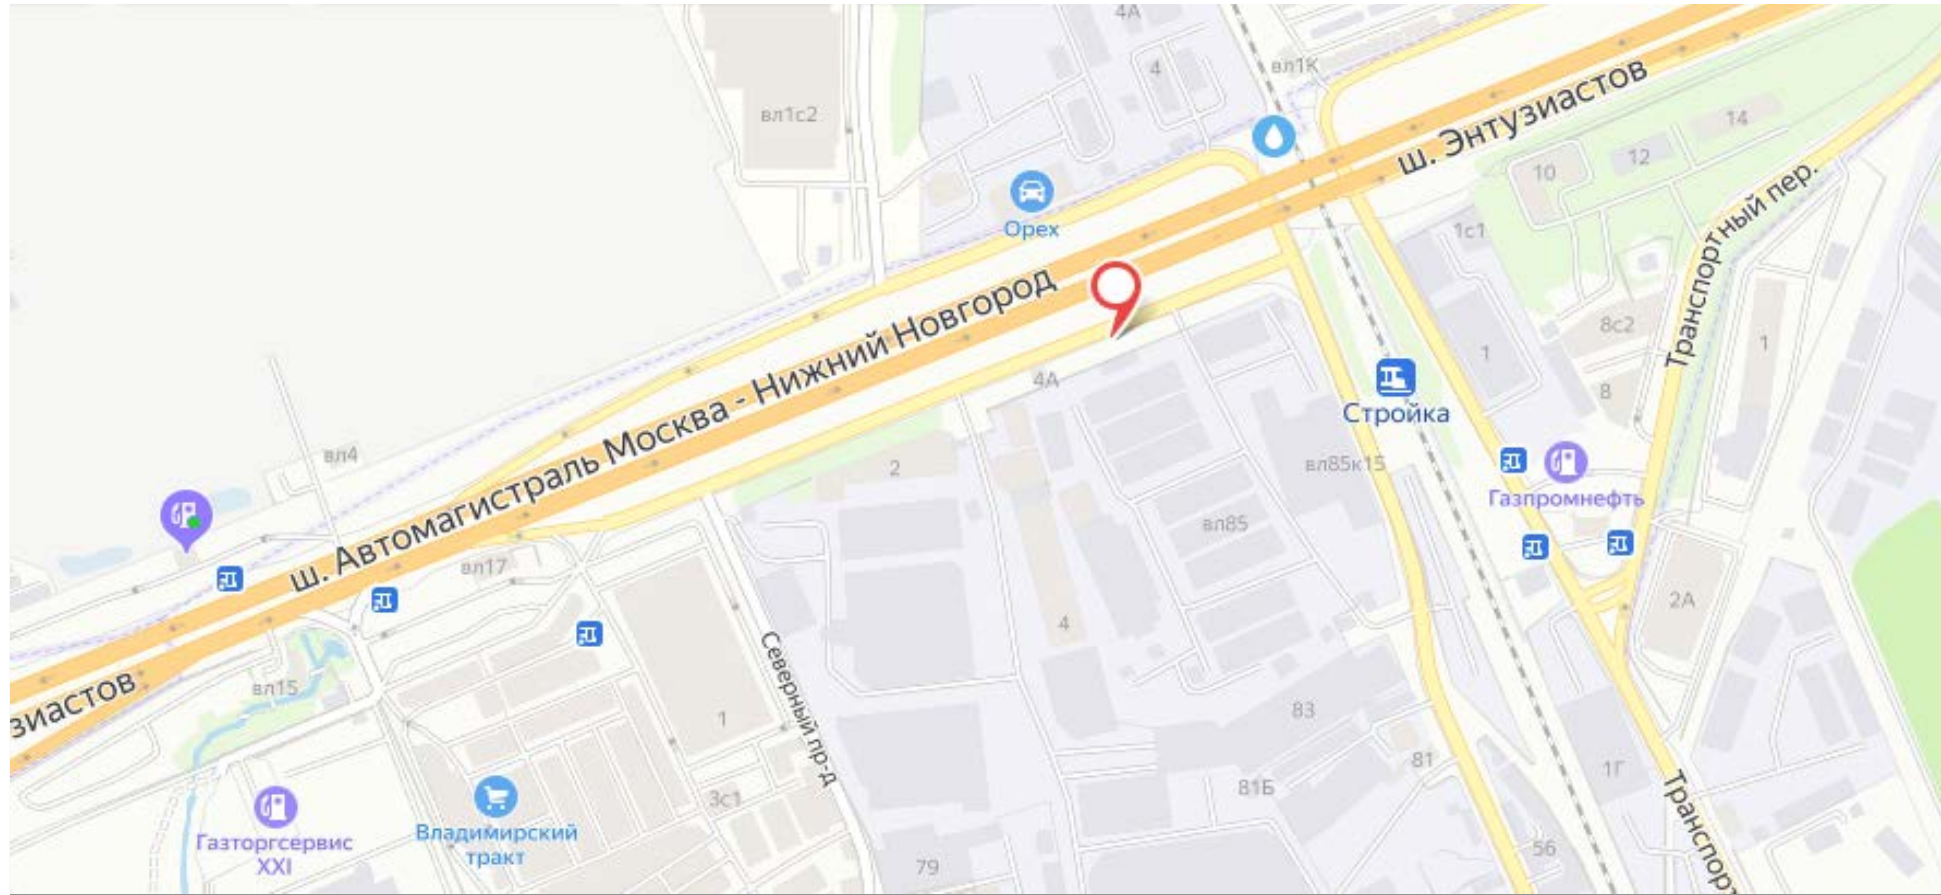 4А
вл1К
4
вл1с2
ш. Энтузиастов
14
12
10
Транспортный пер.
Орех
1с1
ш. Автомагистраль Москва - Нижний Новгород
8с2
1
1
4А
8
Стройка
вл4
2
вл85к15
Газпромнефть
вл85
вл17
2А
4
зиастов
вл15
Северный пр-д
1
83
81
1Г
81Б
3с1
Транспорт
Газторгсервис
XXI
Владимирский
тракт
56
79